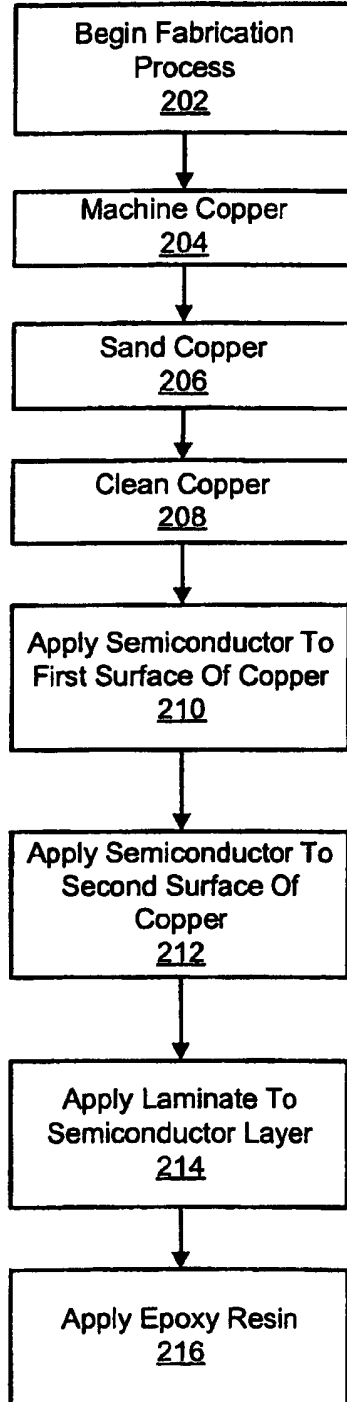 Begin Fabrication
Process
202
Machine Copper
204
Sand Copper
206
Clean Copper
208
Apply Semiconductor To
First Surface Of Copper
210
Apply Semiconductor To
Second Surface Of
Copper
212
Apply Laminate To
Semiconductor Layer
214
Apply Epoxy Resin
216